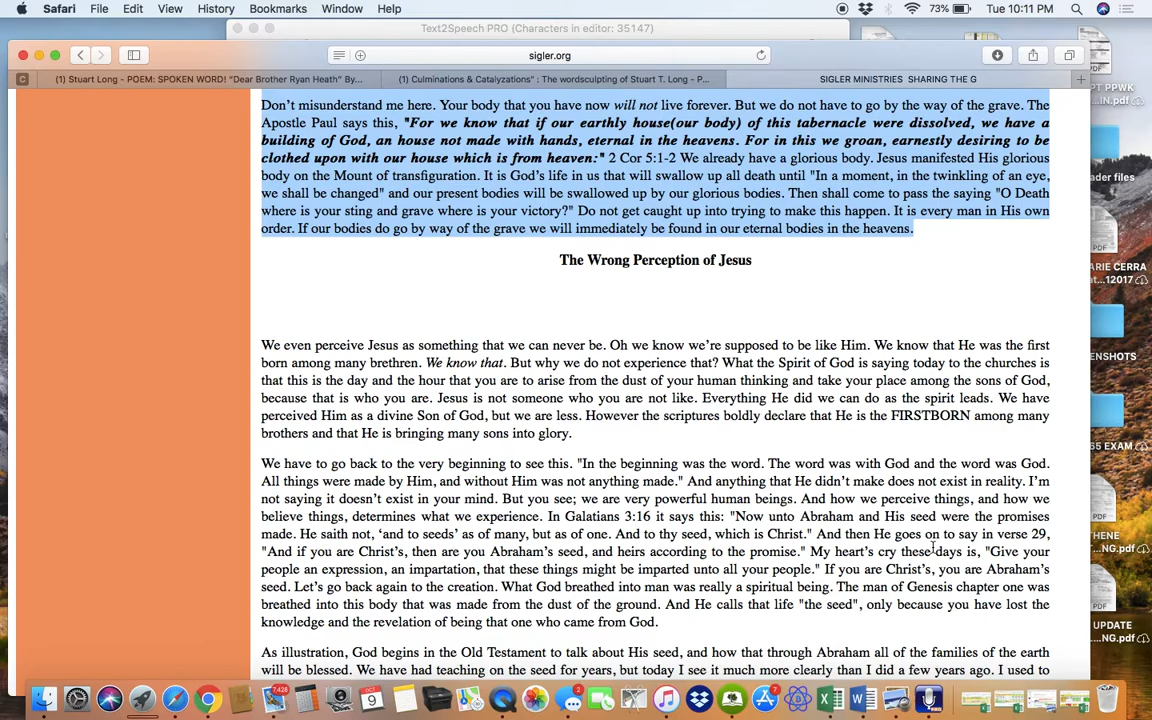 Safari File Edit View History Bookmarks Window Help 73% Tue 10:11 PM
Text2Speech PRO (Characters in editor: 35147)
sigler.org
C (1) Stuart Long - POEM: SPOKEN WORD! “Dear Brother Ryan Heath” By... (1) Culminations & Catalyzations” : The wordsculpting of Stuart T. Long - P... SIGLER MINISTRIES SHARING THE G
Don't misunderstand me here. Your body that you have now will not live forever. But we do not have to go by the way of the grave. The
Apostle Paul says this, "For we know that if our earthly house(our body) of this tabernacle were dissolved, we have a
building of God, an house not made with hands, eternal in the heavens. For in this we groan, earnestly desiring to be
clothed upon with our house which is from heaven:" 2 Cor 5:1-2 We already have a glorious body. Jesus manifested His glorious
body on the Mount of transfiguration. It is God's life in us that will swallow up all death until "In a moment, in the twinkling of an eye,
we shall be changed" and our present bodies will be swallowed up by our glorious bodies. Then shall come to pass the saying "O Death
where is your sting and grave where is your victory?" Do not get caught up into trying to make this happen. It is every man in His own
order. If our bodies do go by way of the grave we will immediately be found in our eternal bodies in the heavens.
The Wrong Perception of Jesus
We even perceive Jesus as something that we can never be. Oh we know we're supposed to be like Him. We know that He was the first
born among many brethren. We know that. But why we do not experience that? What the Spirit of God is saying today to the churches is
that this is the day and the hour that you are to arise from the dust of your human thinking and take your place among the sons of God,
because that is who you are. Jesus is not someone who you are not like. Everything He did we can do as the spirit leads. We have
perceived Him as a divine Son of God, but we are less. However the scriptures boldly declare that He is the FIRSTBORN among many
brothers and that He is bringing many sons into glory.
We have to go back to the very beginning to see this. "In the beginning was the word. The word was with God and the word was God.
All things were made by Him, and without Him was not anything made." And anything that He didn't make does not exist in reality. I'm
not saying it doesn't exist in your mind. But you see; we are very powerful human beings. And how we perceive things, and how we
believe things, determines what we experience. In Galatians 3:16 it says this: "Now unto Abraham and His seed were the promises
made. He saith not, ‘and to seeds’ as of many, but as of one. And to thy seed, which is Christ." And then He goes on to say in verse 29,
"And if you are Christ's, then are you Abraham's seed, and heirs according to the promise." My heart's cry these days is, "Give your
people an expression, an impartation, that these things might be imparted unto all your people." If you are Christ's, you are Abraham's
seed. Let's go back again to the creation. What God breathed into man was really a spiritual being. The man of Genesis chapter one was
breathed into this body that was made from the dust of the ground. And He calls that life "the seed", only because you have lost the
knowledge and the revelation of being that one who came from God.
As illustration, God begins in the Old Testament to talk about His seed, and how that through Abraham all of the families of the earth
will be blessed. We have had teaching on the seed for years, but today I see it much more clearly than I did a few years ago. I used to
PT PPWK
IN.pdf
ader files
PDF
ARIE CERRA
t...12017
ENSHOTS
65 EXAM
THENE
...NG.pdf
PDF
UPDATE
...NG.pdf
7,428
OCT
9
2
7